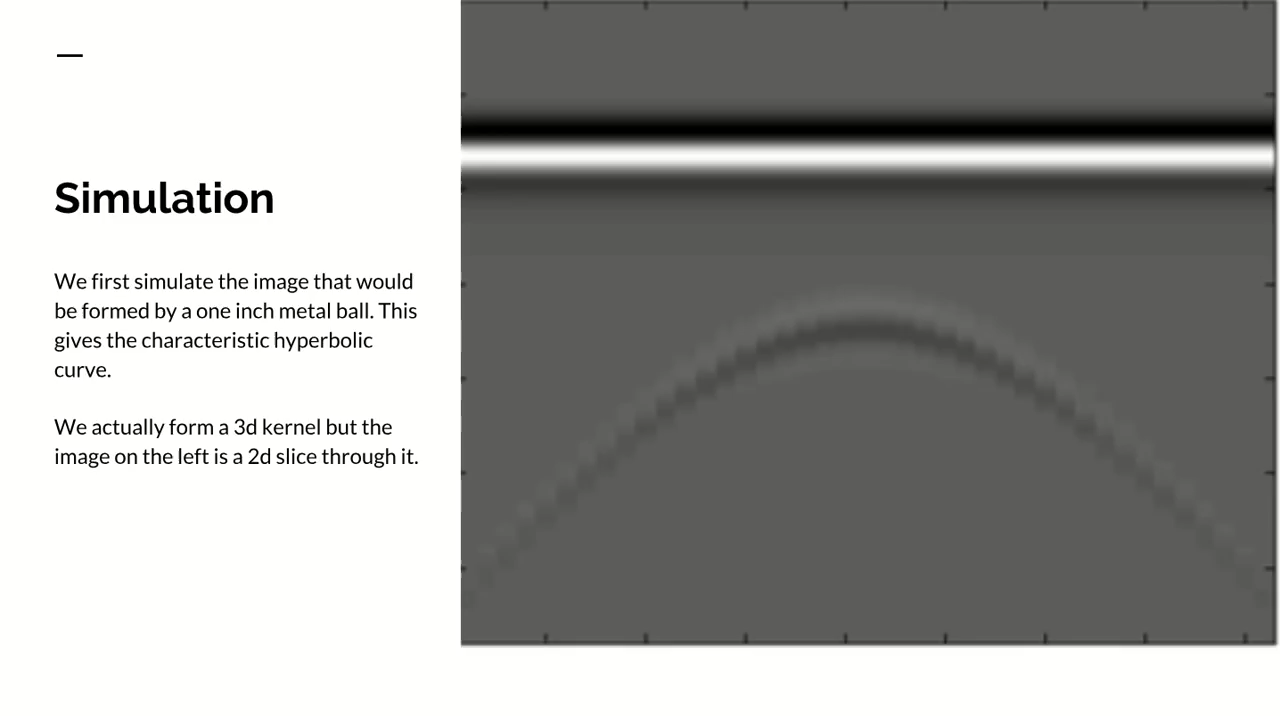 Simulation
We first simulate the image that would
be formed by a one inch metal ball. This
gives the characteristic hyperbolic
curve.
We actually form a 3d kernel but the
image on the left is a 2d slice through it.